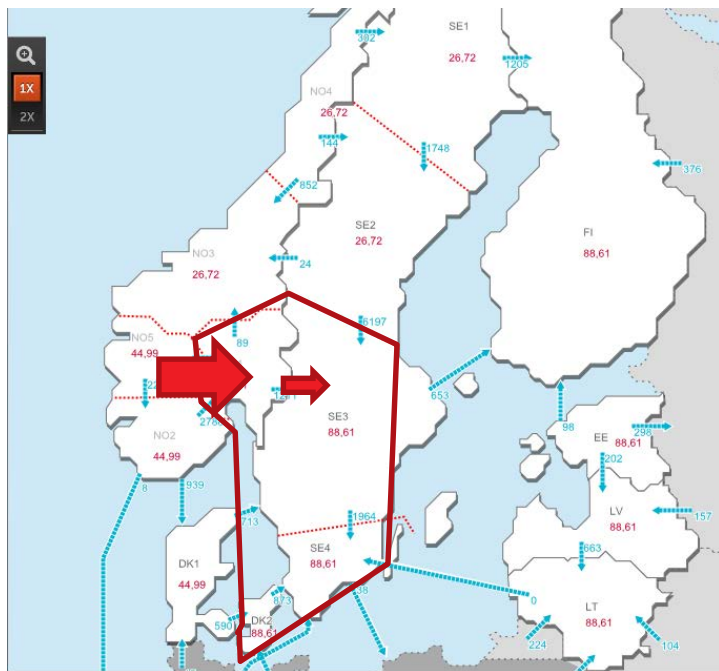 382
SE1
26,72
1205
1X
2X
NO4
26,72
144
1748
852
376
SE2
26,72
FI
88,61
NO3
26,72
24
NO5
44,99
89
6197
653
98
298
NO2
44,99
SE3
88,61
EE
88,61
202
8
939
713
1964
LV
88,61
157
663
DK1
44,99
SE4
88,61
590
873
38
0
DK2
88,61
LT
88,61
224
104